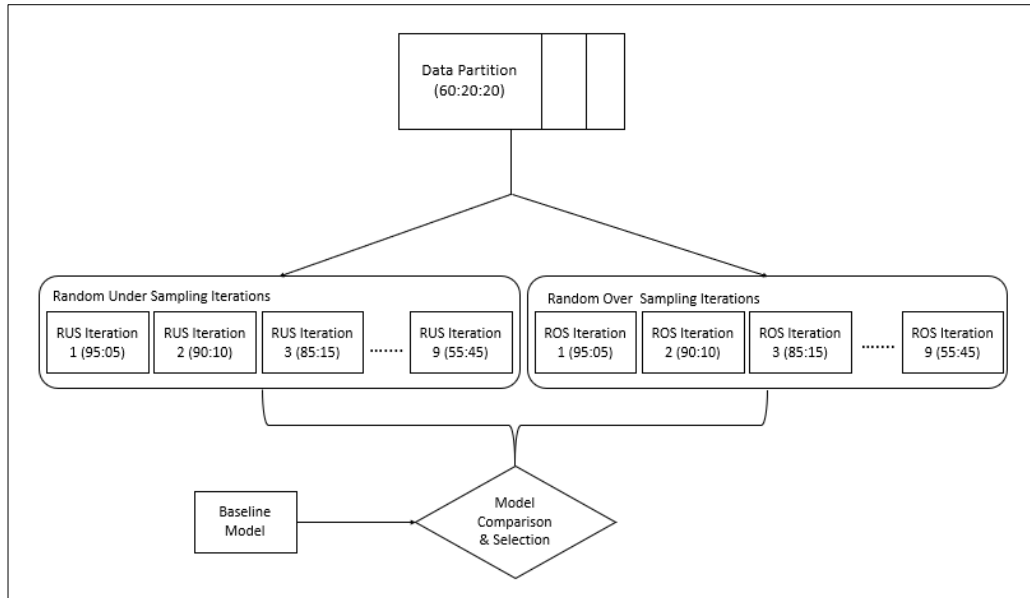 Data Partition
(60:20:20)
Random Under Sampling Iterations
RUS Iteration
1 (95:05)
RUS Iteration
2 (90:10)
RUS Iteration
3 (85:15)
.......
RUS Iteration
9 (55:45)
Random Over Sampling Iterations
ROS Iteration
1 (95:05)
ROS Iteration
2 (90:10)
ROS Iteration
3 (85:15)
.......
ROS Iteration
9 (55:45)
Baseline
Model
Model
Comparison
& Selection